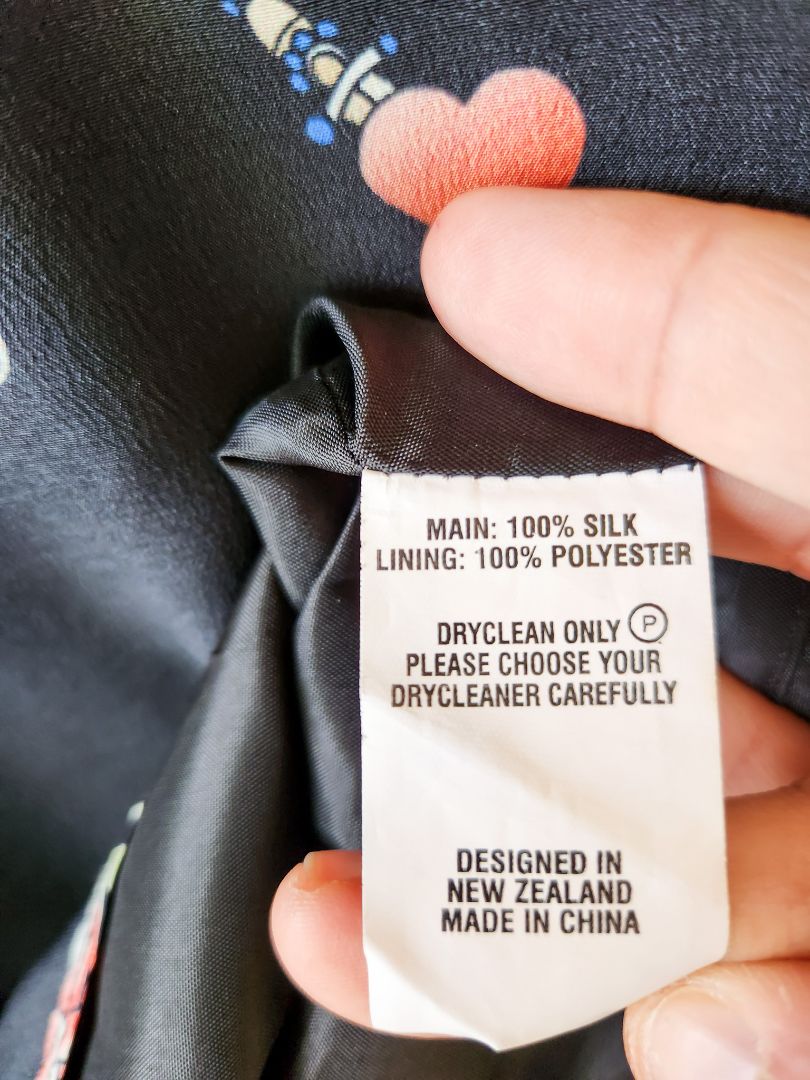 MAIN: 100% SILK
LINING: 100% POLYESTER
DRYCLEAN ONLY Ⓟ
PLEASE CHOOSE YOUR
DRYCLEANER CAREFULLY
DESIGNED IN
NEW ZEALAND
MADE IN CHINA